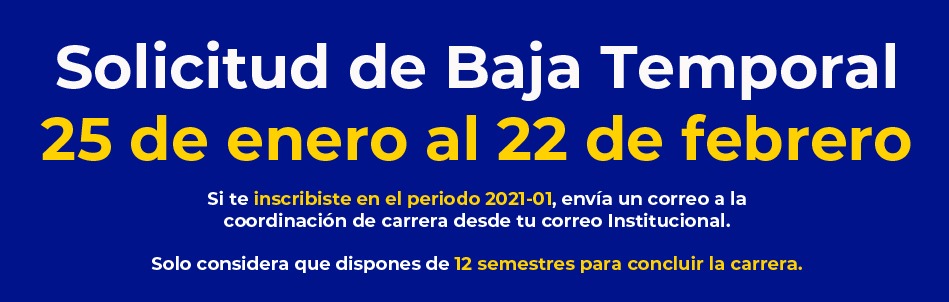 Solicitud de Baja Temporal
25 de enero al 22 de febrero
Si te inscribiste en el periodo 2021-01, envía un correo a la
coordinación de carrera desde tu correo Institucional.
Solo considera que dispones de 12 semestres para concluir la carrera.